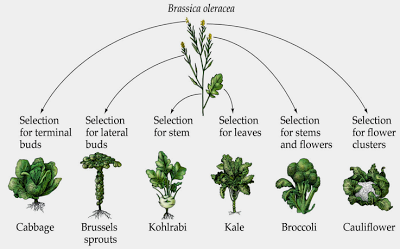 Brassica oleracea
Selection
for terminal
buds
Selection
for lateral
buds
Selection
for stem
Selection
for leaves
Selection
for stems
and flowers
Selection
for flower
clusters
Cabbage
Brussels
sprouts
Kohlrabi
Kale
Broccoli
Cauliflower